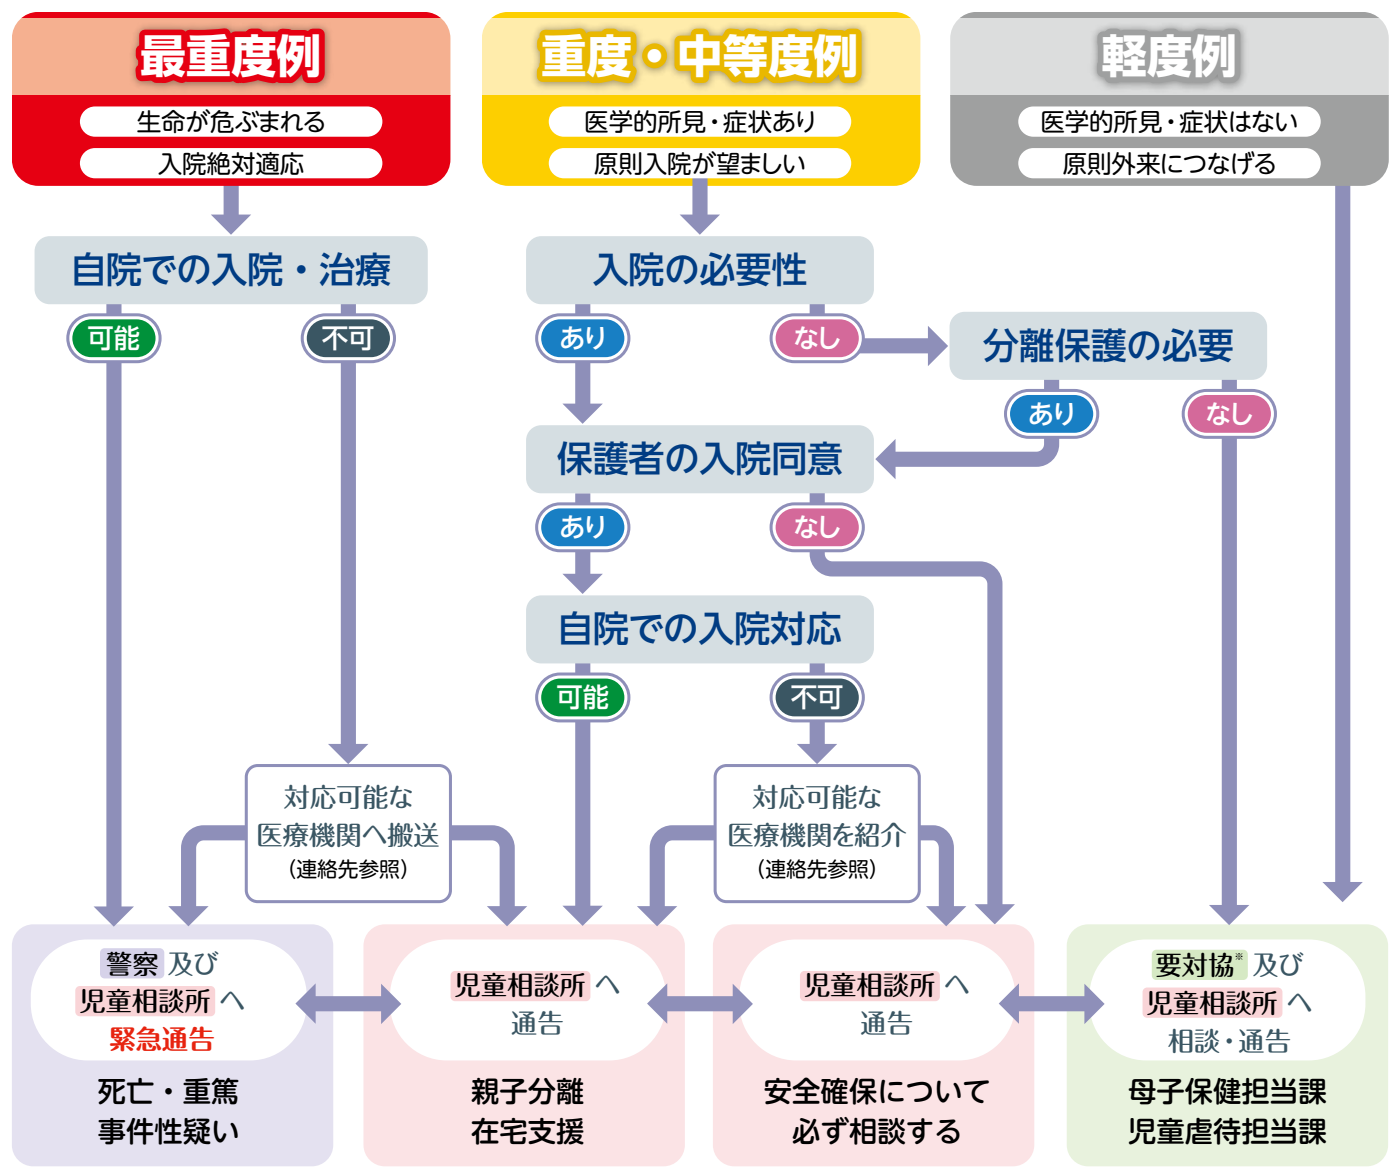 最重度例
生命が危ぶまれる
入院絶対適応
重度・中等度例
医学的所見・症状あり
原則入院が望ましい
軽度例
医学的所見・症状はない
原則外来につなげる
自院での入院・治療
可能
不可
入院の必要性
あり
なし
分離保護の必要
あり
なし
保護者の入院同意
あり
なし
自院での入院対応
可能
不可
対応可能な
医療機関へ搬送
(連絡先参照)
対応可能な
医療機関を紹介
(連絡先参照)
警察 及び
児童相談所 へ
緊急通告
死亡・重篤
事件性疑い
児童相談所 へ
通告
親子分離
在宅支援
児童相談所 へ
通告
安全確保について
必ず相談する
要対協※ 及び
児童相談所 へ
相談・通告
母子保健担当課
児童虐待担当課